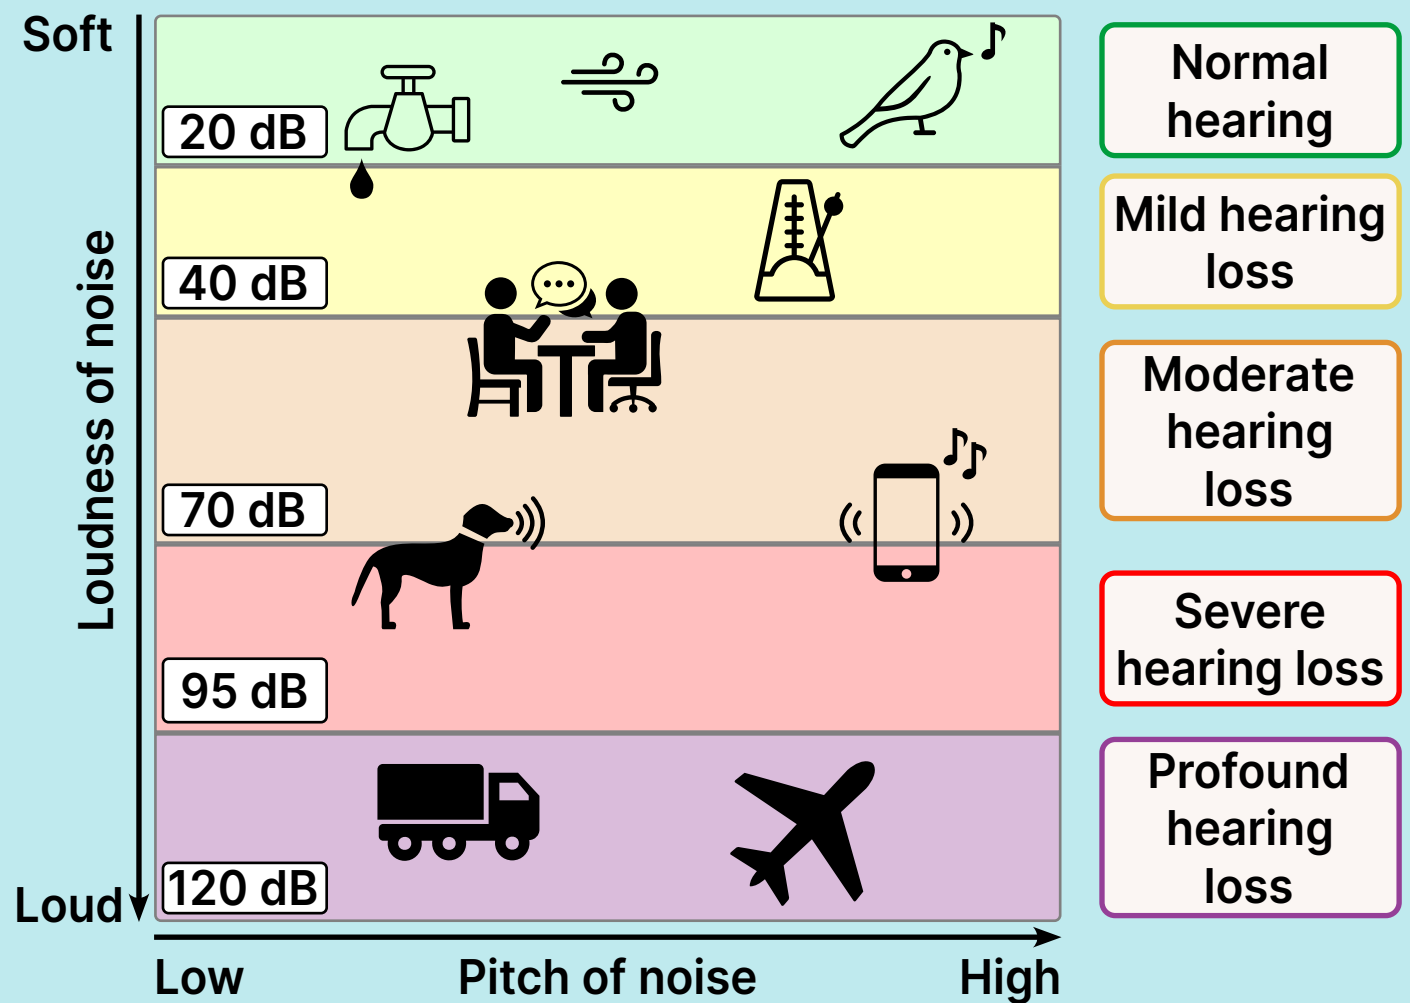 Soft
20 dB
Normal
hearing
40 dB
Mild hearing
loss
Loudness of noise
70 dB
Moderate
hearing
loss
95 dB
Severe
hearing loss
120 dB
Profound
hearing
loss
Loud
Low
Pitch of noise
High